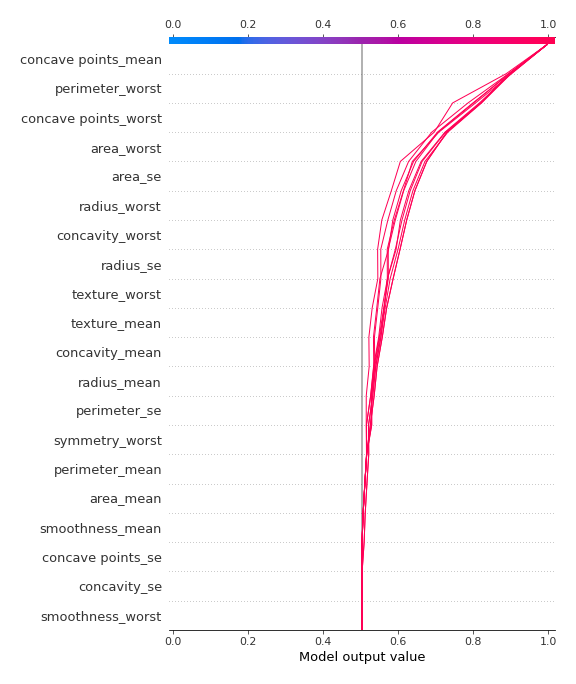 0.0 0.2 0.4 0.6 0.8 1.0
concave points_mean
perimeter_worst
concave points_worst
area_worst
area_se
radius_worst
concavity_worst
radius_se
texture_worst
texture_mean
concavity_mean
radius_mean
perimeter_se
symmetry_worst
perimeter_mean
area_mean
smoothness_mean
concave points_se
concavity_se
smoothness_worst
0.0 0.2 0.4 0.6 0.8 1.0
Model output value